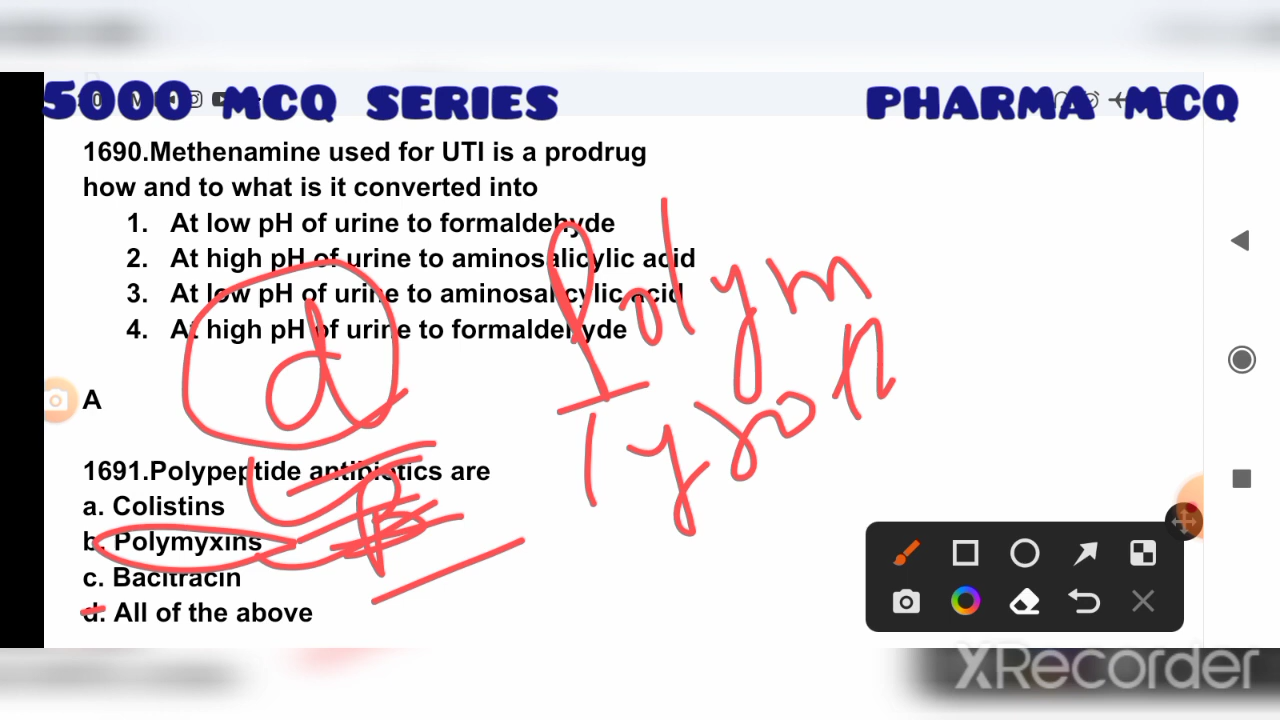 5000 MCQ SERIES
PHARMA MCQ
1690.Methenamine used for UTI is a prodrug
how and to what is it converted into
1. At low pH of urine to formaldehyde
2. At high pH of urine to aminosalicylic acid
3. At low pH of urine to aminosalicylic acid
4. At high pH of urine to formaldehyde
d
Polym
A
1691.Polypeptide antibiotics are
a. Colistins
b. Polymyxins
c. Bacitracin
d. All of the above
XRecorder